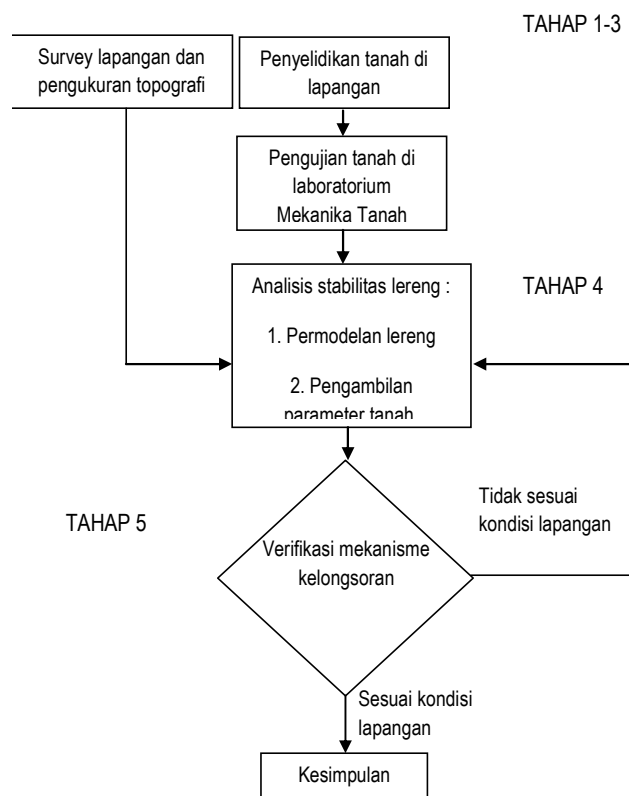 TAHAP 1-3
Survey lapangan dan
pengukuran topografi
Penyelidikan tanah di
lapangan
Pengujian tanah di
laboratorium
Mekanika Tanah
Analisis stabilitas lereng :
1. Permodelan lereng
2. Pengambilan
parameter tanah
TAHAP 4
TAHAP 5
Verifikasi mekanisme
kelongsoran
Tidak sesuai
kondisi lapangan
Sesuai kondisi
lapangan
Kesimpulan